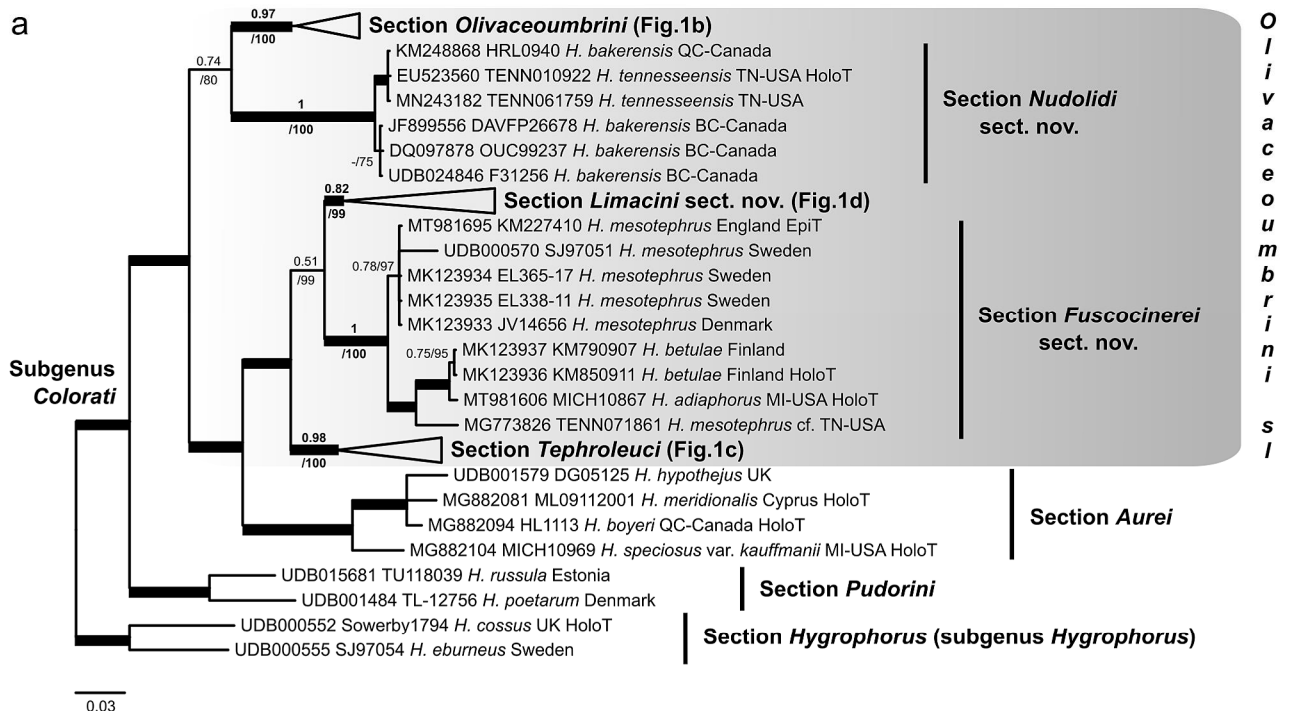 a
0.97
/100
Section Olivaceoumbrini (Fig.1b)
KM248868 HRL0940 H. bakerensis QC-Canada
EU523560 TENN010922 H. tennesseensis TN-USA HoloT
MN243182 TENN061759 H. tennesseensis TN-USA
JF899556 DAVFP26678 H. bakerensis BC-Canada
DQ097878 OUC99237 H. bakerensis BC-Canada
UDB024846 F31256 H. bakerensis BC-Canada
0.74
/80
1
/100
-/75
Section Nudolidi
sect. nov.
0.82
/99
Section Limacini sect. nov. (Fig.1d)
MT981695 KM227410 H. mesotephrus England EpiT
UDB000570 SJ97051 H. mesotephrus Sweden
MK123934 EL365-17 H. mesotephrus Sweden
MK123935 EL338-11 H. mesotephrus Sweden
MK123933 JV14656 H. mesotephrus Denmark
MK123937 KM790907 H. betulae Finland
MK123936 KM850911 H. betulae Finland HoloT
MT981606 MICH10867 H. adiaphorus MI-USA HoloT
MG773826 TENN071861 H. mesotephrus cf. TN-USA
0.51
/99
0.78/97
1
/100
0.75/95
Section Fuscocinerei
sect. nov.
0.98
/100
Section Tephroleuci (Fig.1c)
Olivaceoumbrini sl
Subgenus
Colorati
UDB001579 DG05125 H. hypothejus UK
MG882081 ML09112001 H. meridionalis Cyprus HoloT
MG882094 HL1113 H. boyeri QC-Canada HoloT
MG882104 MICH10969 H. speciosus var. kauffmanii MI-USA HoloT
Section Aurei
UDB015681 TU118039 H. russula Estonia
UDB001484 TL-12756 H. poetarum Denmark
Section Pudorini
UDB000552 Sowerby1794 H. cossus UK HoloT
UDB000555 SJ97054 H. eburneus Sweden
Section Hygrophorus (subgenus Hygrophorus)
0.03